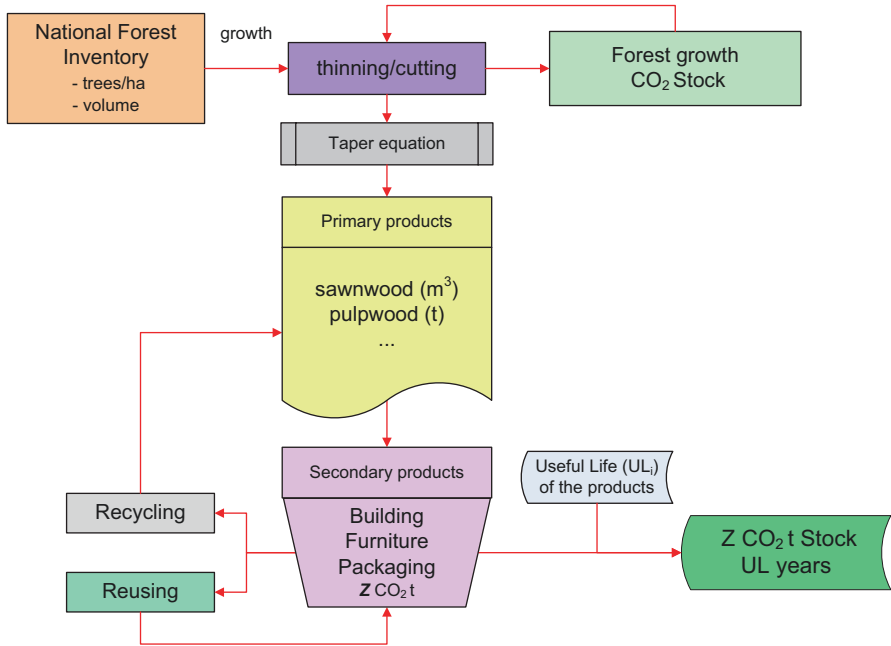 National Forest
Inventory
- trees/ha
- volume
growth
thinning/cutting
Forest growth
CO₂ Stock
Taper equation
Primary products
sawnwood (m³)
pulpwood (t)
...
Secondary products
Building
Furniture
Packaging
Z CO₂ t
Useful Life (ULᵢ)
of the products
Recycling
Reusing
Z CO₂ t Stock
UL years